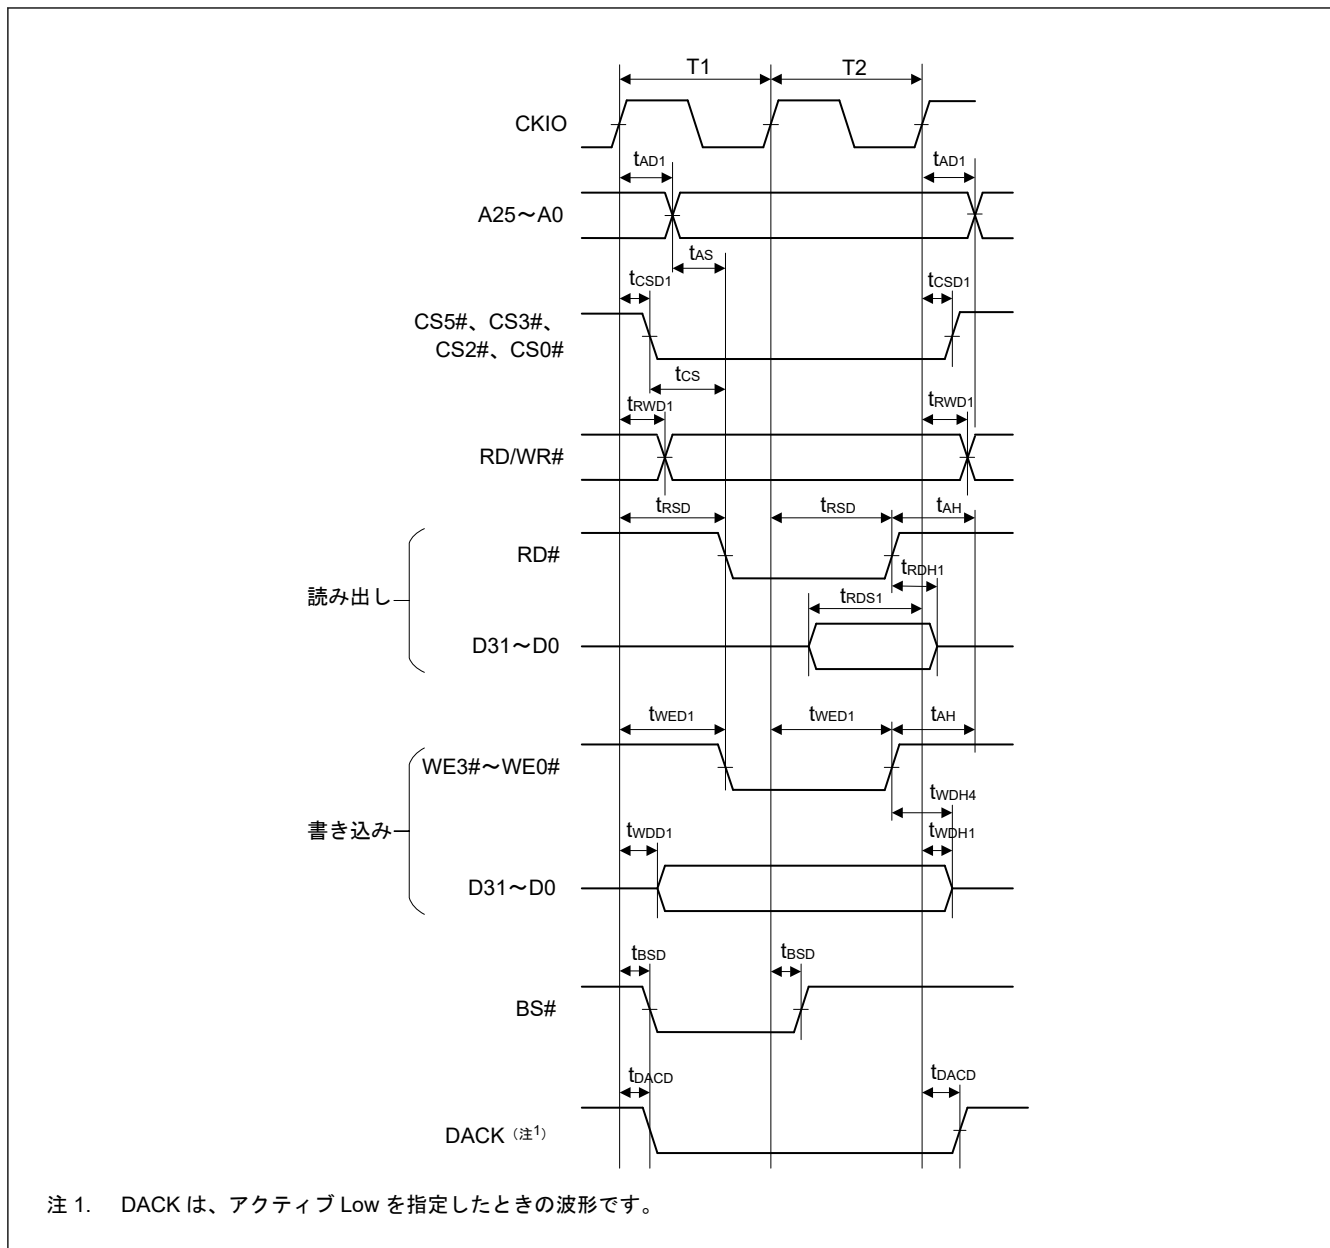 T1 T2
CKIO
tAD1 tAD1
A25～A0
tAS
tCSD1 tCSD1
CS5#、CS3#、
CS2#、CS0#
tCS
tRWD1 tRWD1
RD/WR#
tRSD tRSD tAH
RD#
tRDH1
読み出し
tRDS1
D31～D0
tWED1 tWED1 tAH
WE3#～WE0#
tWDH4
書き込み
tWDD1 tWDH1
D31～D0
tBSD tBSD
BS#
tDACD tDACD
DACK（注1）
注 1. DACK は、アクティブ Low を指定したときの波形です。